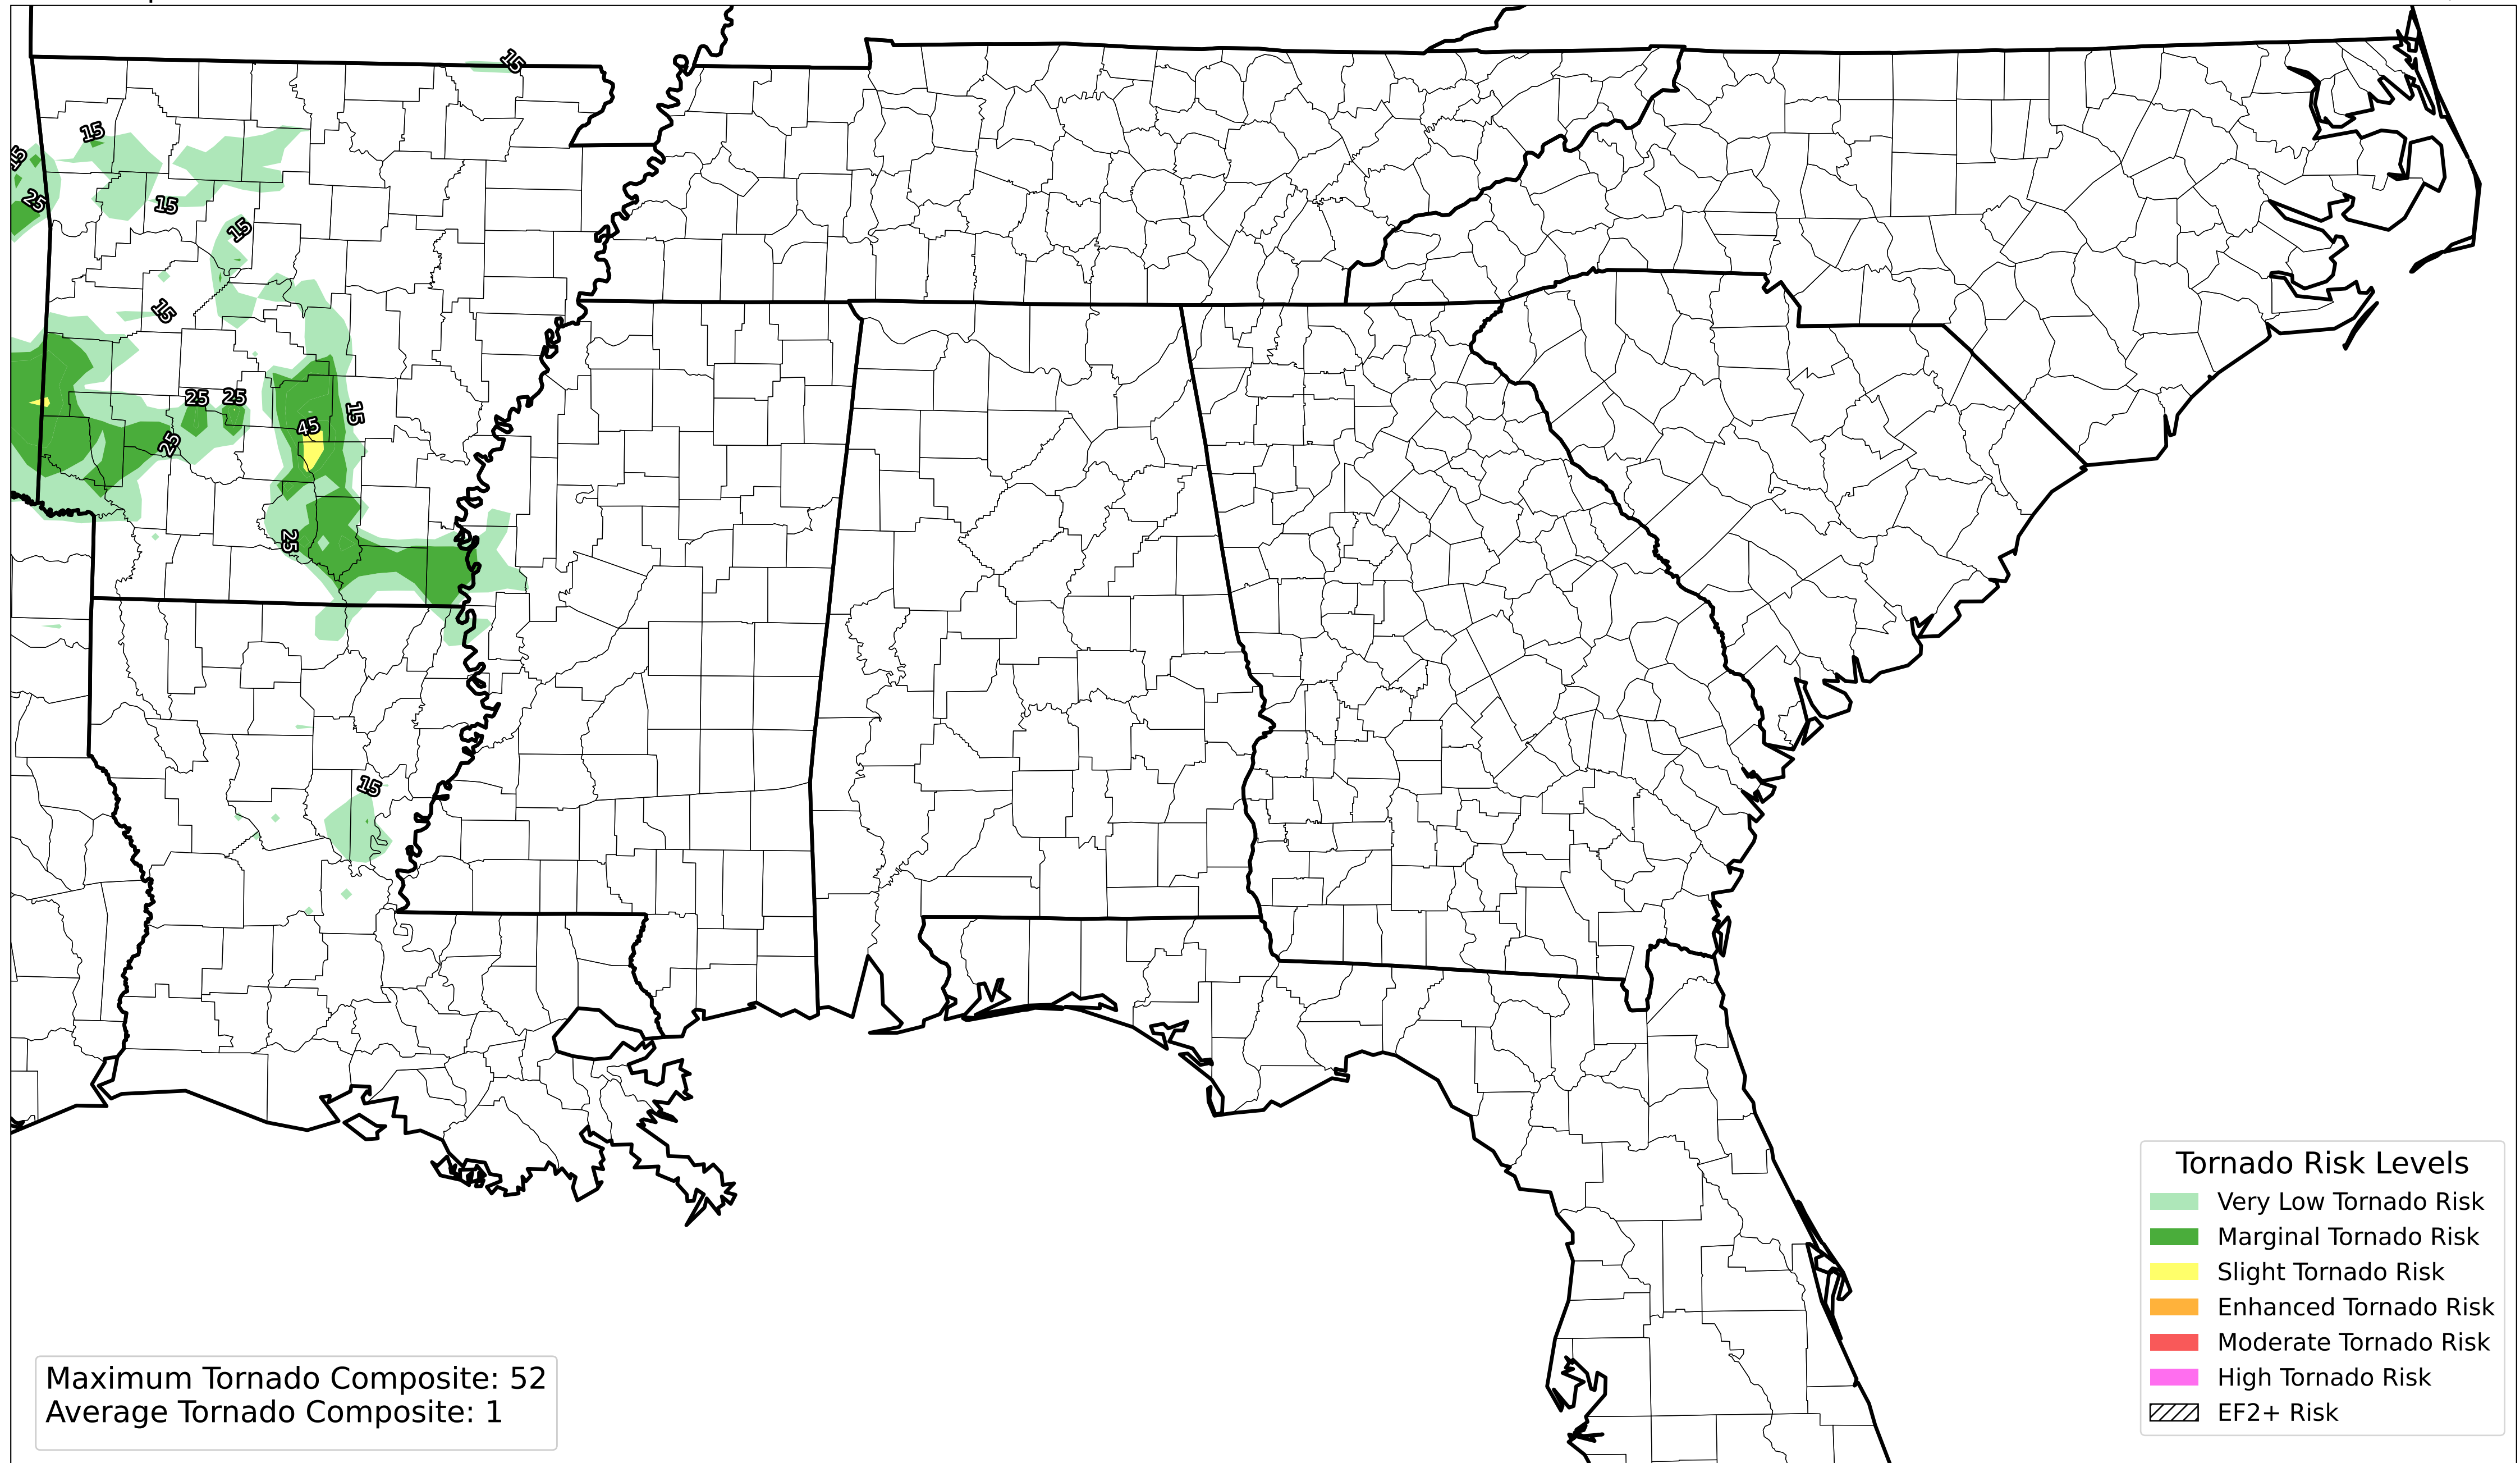 15
15
15
25
15
15
15
25
25
15
45
25
25
15
Tornado Risk Levels
Very Low Tornado Risk
Marginal Tornado Risk
Slight Tornado Risk
Enhanced Tornado Risk
Moderate Tornado Risk
High Tornado Risk
EF2+ Risk
Maximum Tornado Composite: 52
Average Tornado Composite: 1